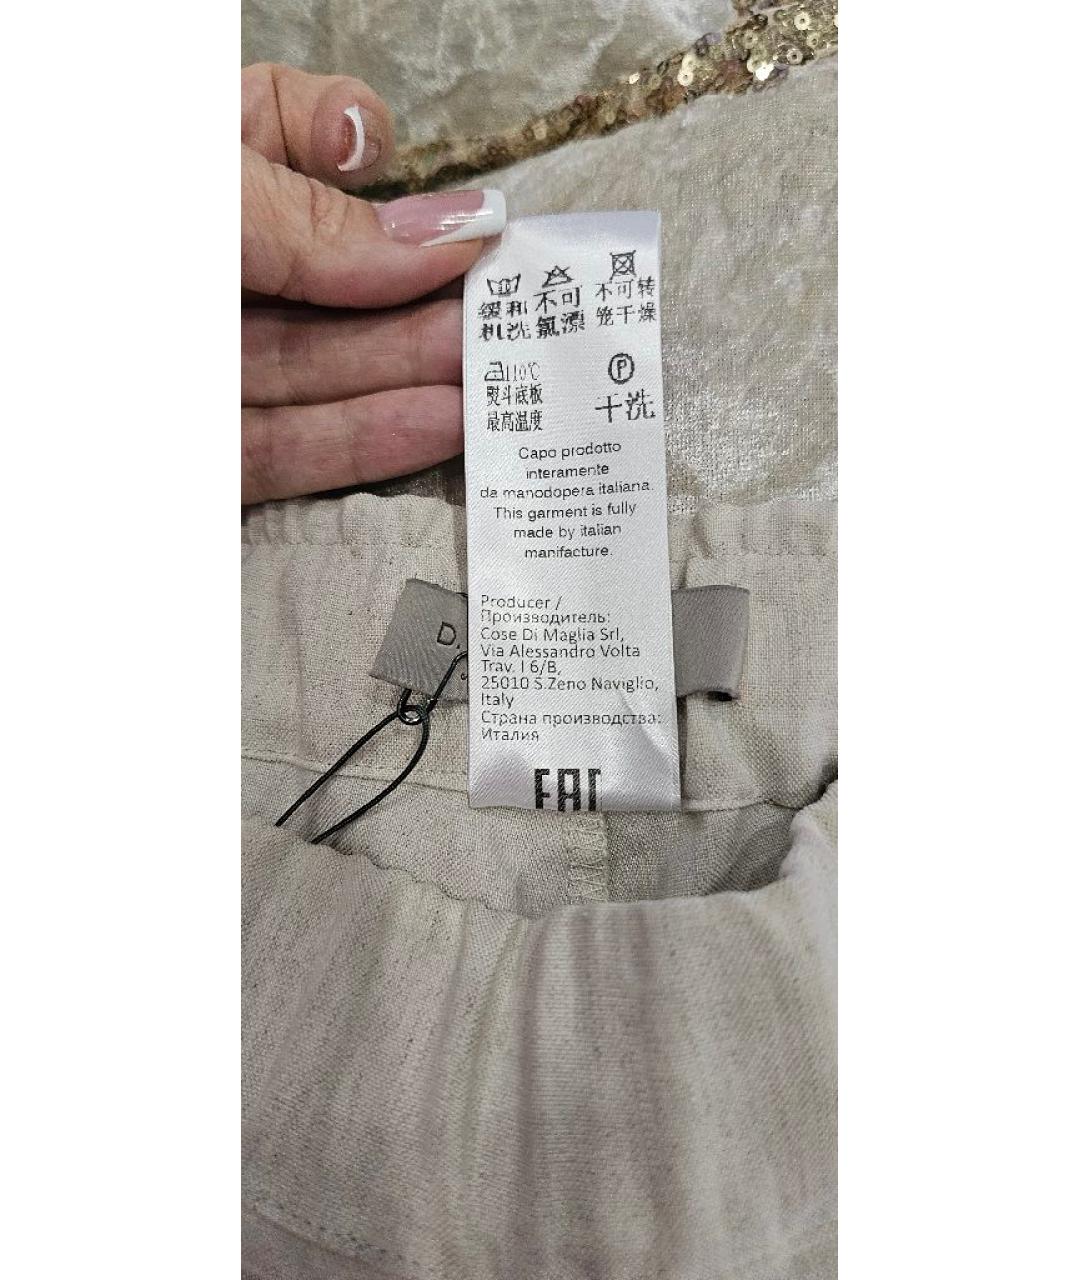 缓和 不可 不可转
机洗 氯漂 笼干燥
110℃
熨斗底板
最高温度
P
干洗
Capo prodotto
interamente
da manodopera italiana.
This garment is fully
made by italian
manifacture.
Producer /
Производитель:
Cose Di Maglia Srl,
Via Alessandro Volta
Trav. I 6/B,
25010 S.Zeno Naviglio,
Italy
Страна производства:
Италия
EAC
D.